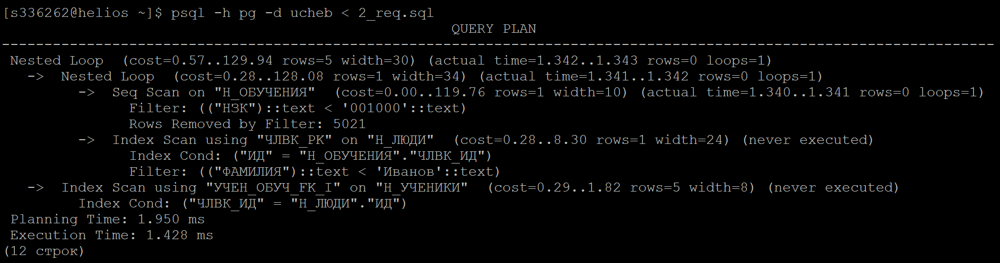 [s336262@helios ~]$ psql -h pg -d ucheb < 2_req.sql
QUERY PLAN
---------------------------------------------------------------------------------------------------------------------
Nested Loop  (cost=0.57..129.94 rows=5 width=30) (actual time=1.342..1.343 rows=0 loops=1)
  ->  Nested Loop  (cost=0.28..128.08 rows=1 width=34) (actual time=1.341..1.342 rows=0 loops=1)
        ->  Seq Scan on "Н_ОБУЧЕНИЯ"  (cost=0.00..119.76 rows=1 width=10) (actual time=1.340..1.341 rows=0 loops=1)
              Filter: (("НЗК")::text < '001000'::text)
              Rows Removed by Filter: 5021
        ->  Index Scan using "ЧЛВК_PK" on "Н_ЛЮДИ"  (cost=0.28..8.30 rows=1 width=24) (never executed)
              Index Cond: ("ИД" = "Н_ОБУЧЕНИЯ"."ЧЛВК_ИД")
              Filter: (("ФАМИЛИЯ")::text < 'Иванов'::text)
  ->  Index Scan using "УЧЕН_ОБУЧ_FK_I" on "Н_УЧЕНИКИ"  (cost=0.29..1.82 rows=5 width=8) (never executed)
        Index Cond: ("ЧЛВК_ИД" = "Н_ЛЮДИ"."ИД")
Planning Time: 1.950 ms
Execution Time: 1.428 ms
(12 строк)